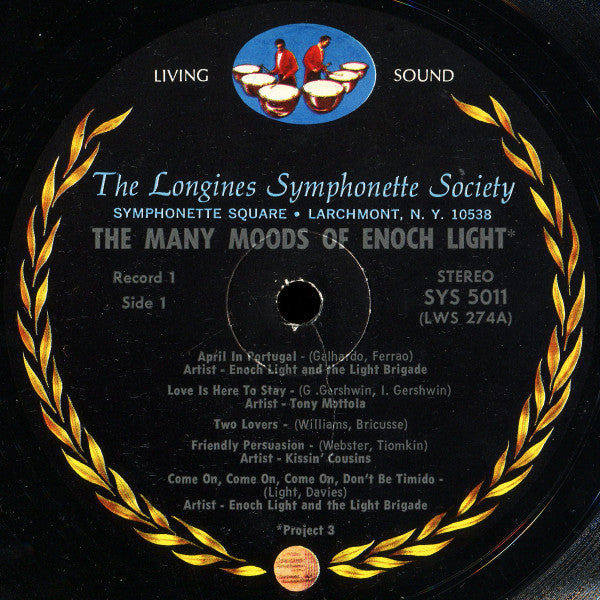 LIVING SOUND
The Longines Symphonette Society
SYMPHONETTE SQUARE • LARCHMONT, N. Y. 10538
THE MANY MOODS OF ENOCH LIGHT*
Record 1
Side 1
STEREO
SYS 5011
(LWS 274A)
April In Portugal - (Galhardo, Ferrao)
Artist - Enoch Light and the Light Brigade
Love Is Here To Stay - (G. Gershwin, I. Gershwin)
Artist - Tony Mottola
Two Lovers - (Williams, Bricusse)
Friendly Persuasion - (Webster, Tiomkin)
Artist - Kissin' Cousins
Come On, Come On, Come On, Don't Be Timido -
(Light, Davies)
Artist - Enoch Light and the Light Brigade
*Project 3